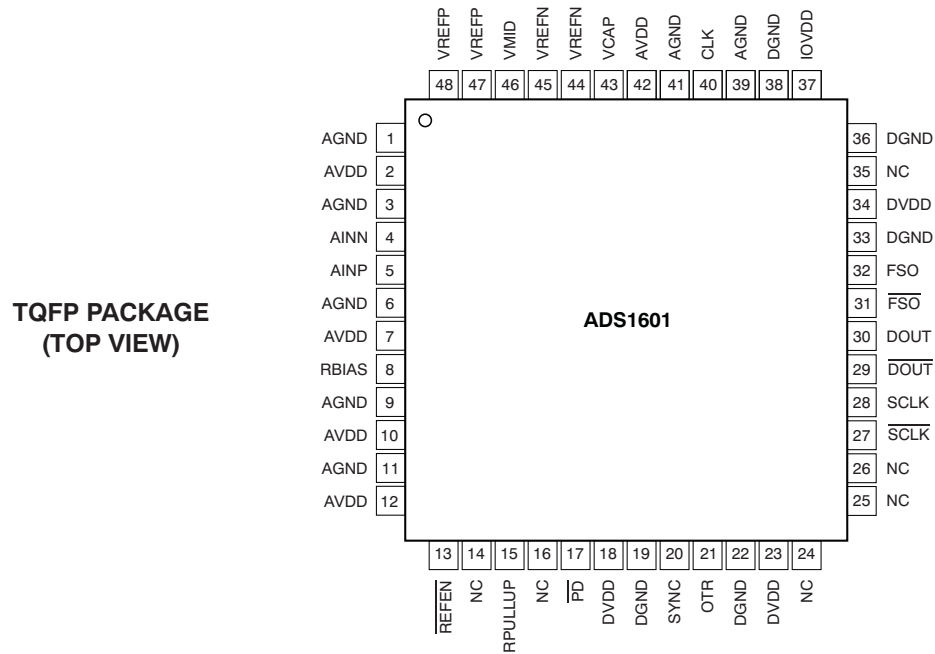 VREFP VREFP VMID VREFN VREFN VCAP AVDD AGND CLK AGND DGND IOVDD
48 47 46 45 44 43 42 41 40 39 38 37
AGND 1
AVDD 2
AGND 3
AINN 4
AINP 5
AGND 6
AVDD 7
RBIAS 8
AGND 9
AVDD 10
AGND 11
AVDD 12
TQFP PACKAGE
(TOP VIEW)
ADS1601
36 DGND
35 NC
34 DVDD
33 DGND
32 FSO
31 F̅S̅O̅
30 DOUT
29 D̅O̅U̅T̅
28 SCLK
27 S̅C̅L̅K̅
26 NC
25 NC
13 14 15 16 17 18 19 20 21 22 23 24
R̅E̅F̅E̅N̅ NC RPULLUP NC P̅D̅ DVDD DGND SYNC OTR DGND DVDD NC